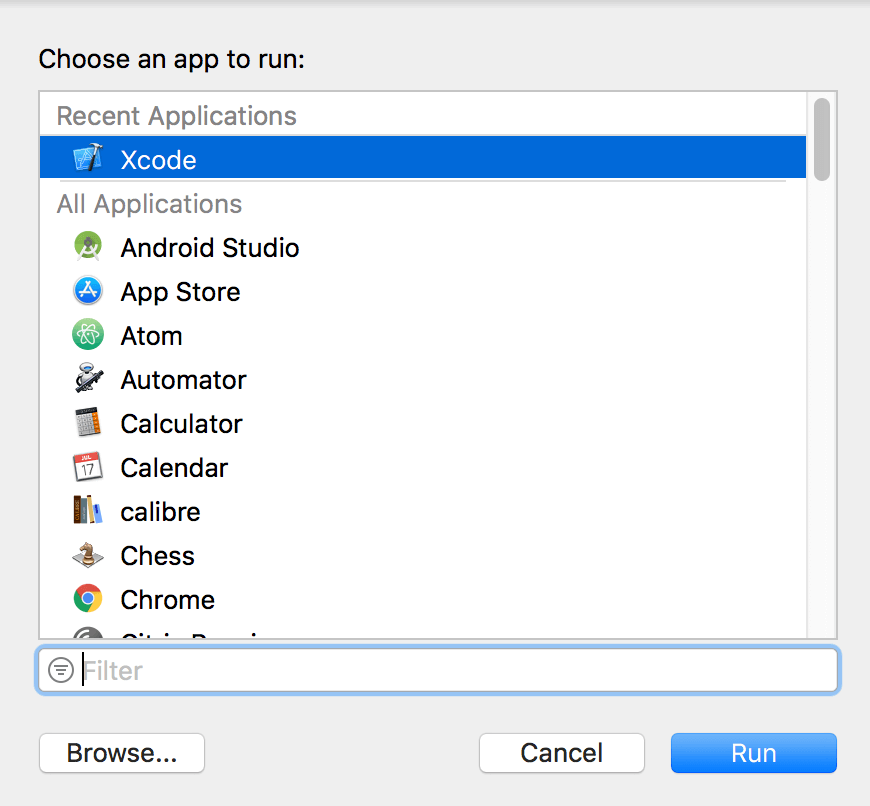 Choose an app to run:
Recent Applications
Xcode
All Applications
Android Studio
App Store
Atom
Automator
Calculator
JUL
17
Calendar
calibre
Chess
Chrome
Filter
Browse...
Cancel
Run